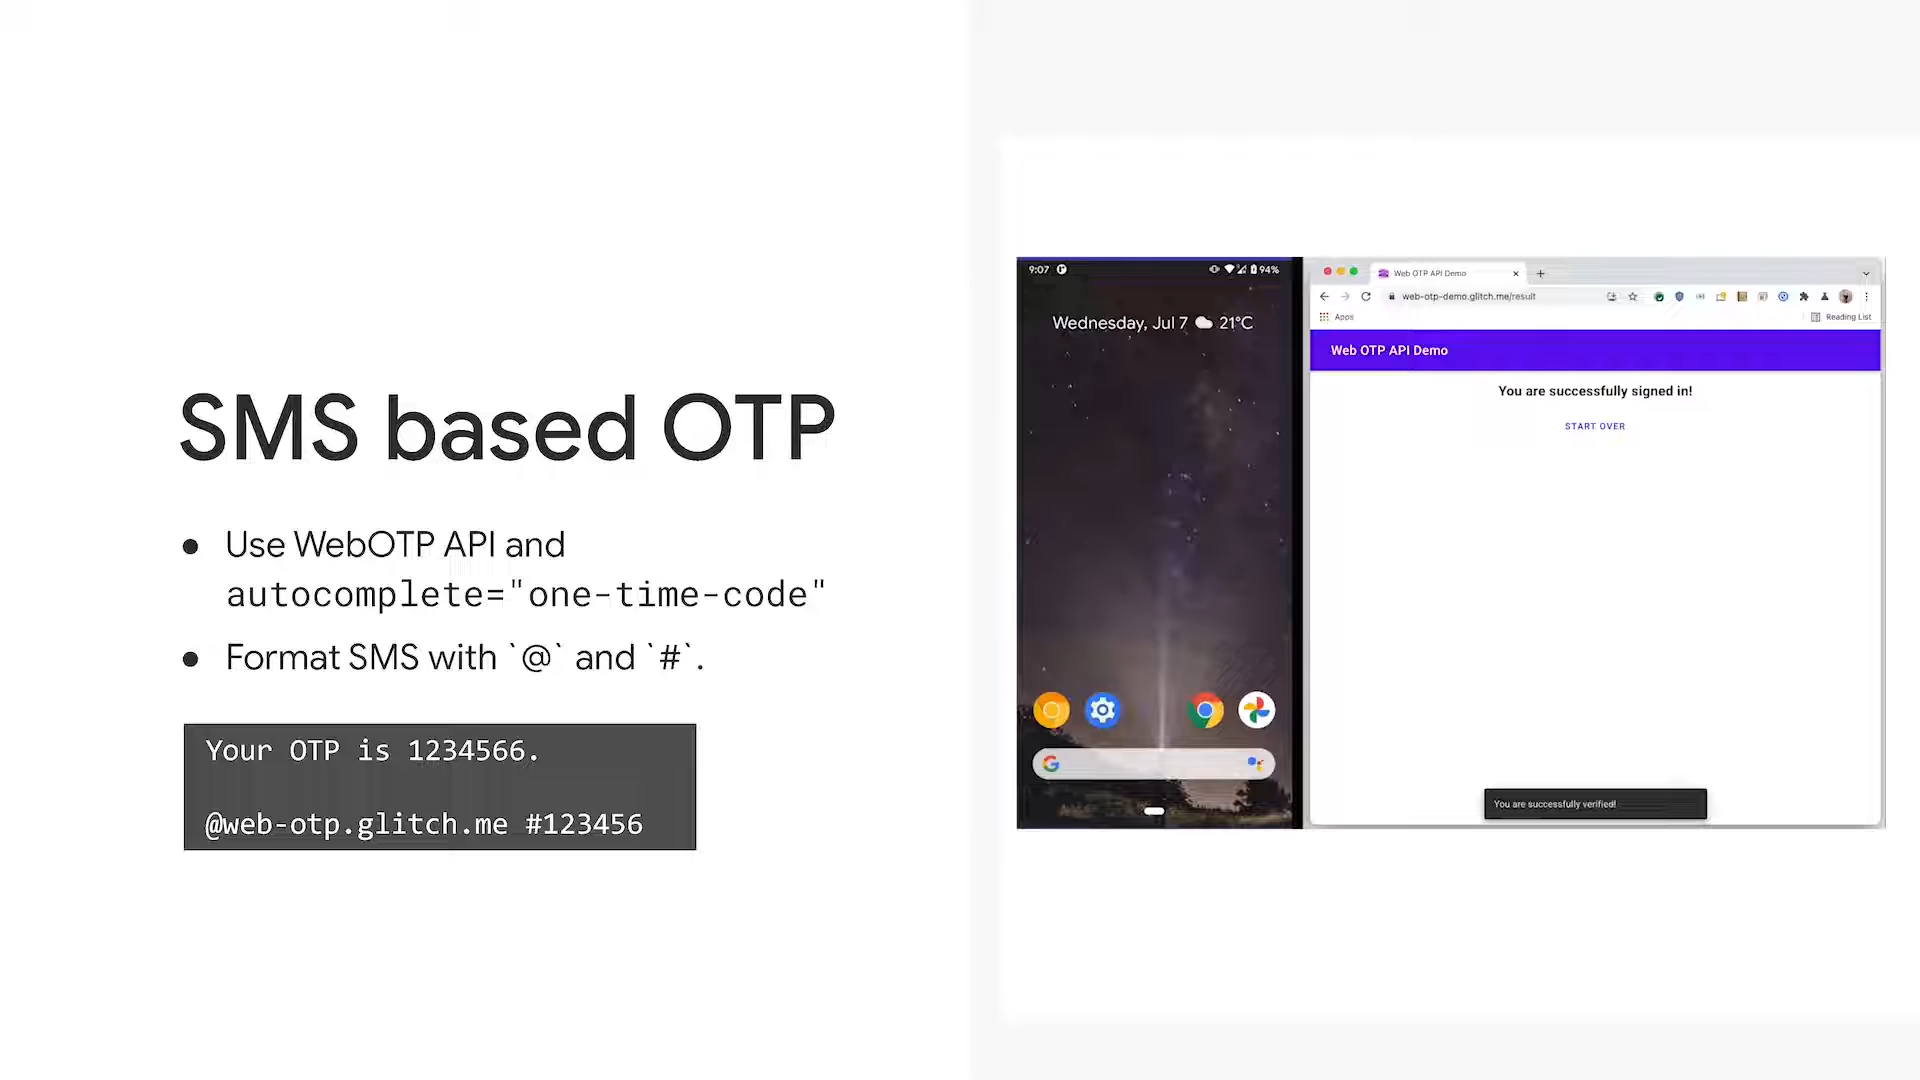 SMS based OTP
● Use WebOTP API and
autocomplete="one-time-code"
● Format SMS with `@` and `#`.
Your OTP is 1234566.
@web-otp.glitch.me #123456
9:07
94%
Wednesday, Jul 7 21°C
Web OTP API Demo
web-otp-demo.glitch.me/result
Apps
Reading List
Web OTP API Demo
You are successfully signed in!
START OVER
You are successfully verified!